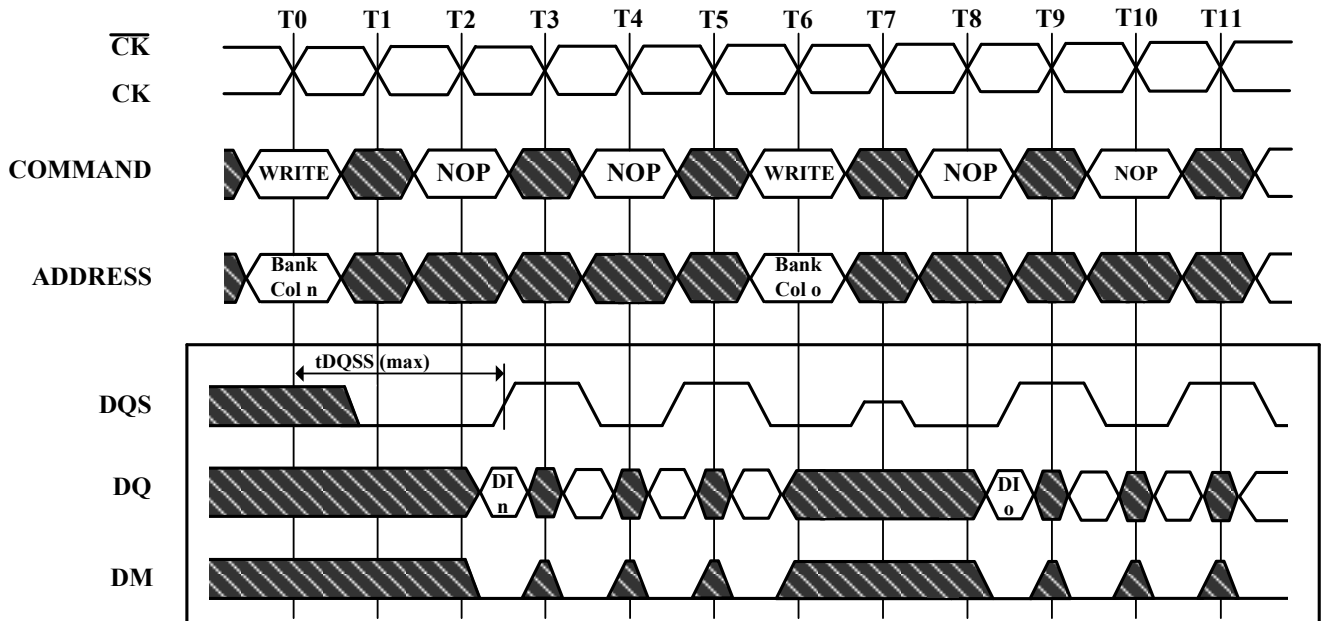 T0 T1 T2 T3 T4 T5 T6 T7 T8 T9 T10 T11
CK
CK
COMMAND
WRITE NOP NOP WRITE NOP NOP
ADDRESS
Bank
Col n
Bank
Col o
tDQSS (max)
DQS
DQ
DI
n
DI
o
DM